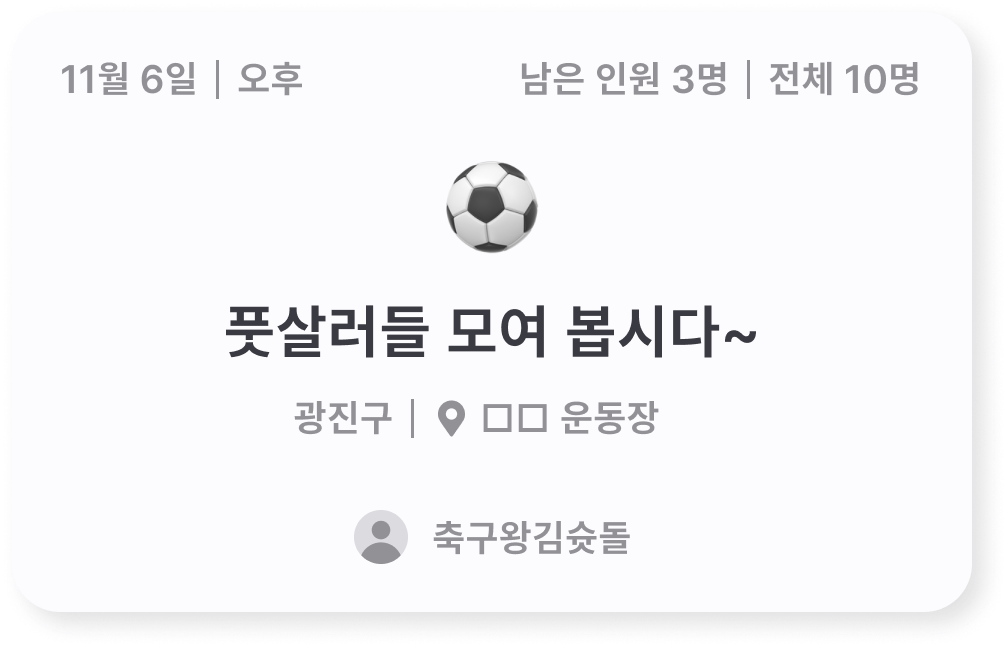 11월 6일 | 오후 남은 인원 3명 | 전체 10명
풋살러들 모여 봅시다~
광진구 | □□ 운동장
축구왕김슛돌